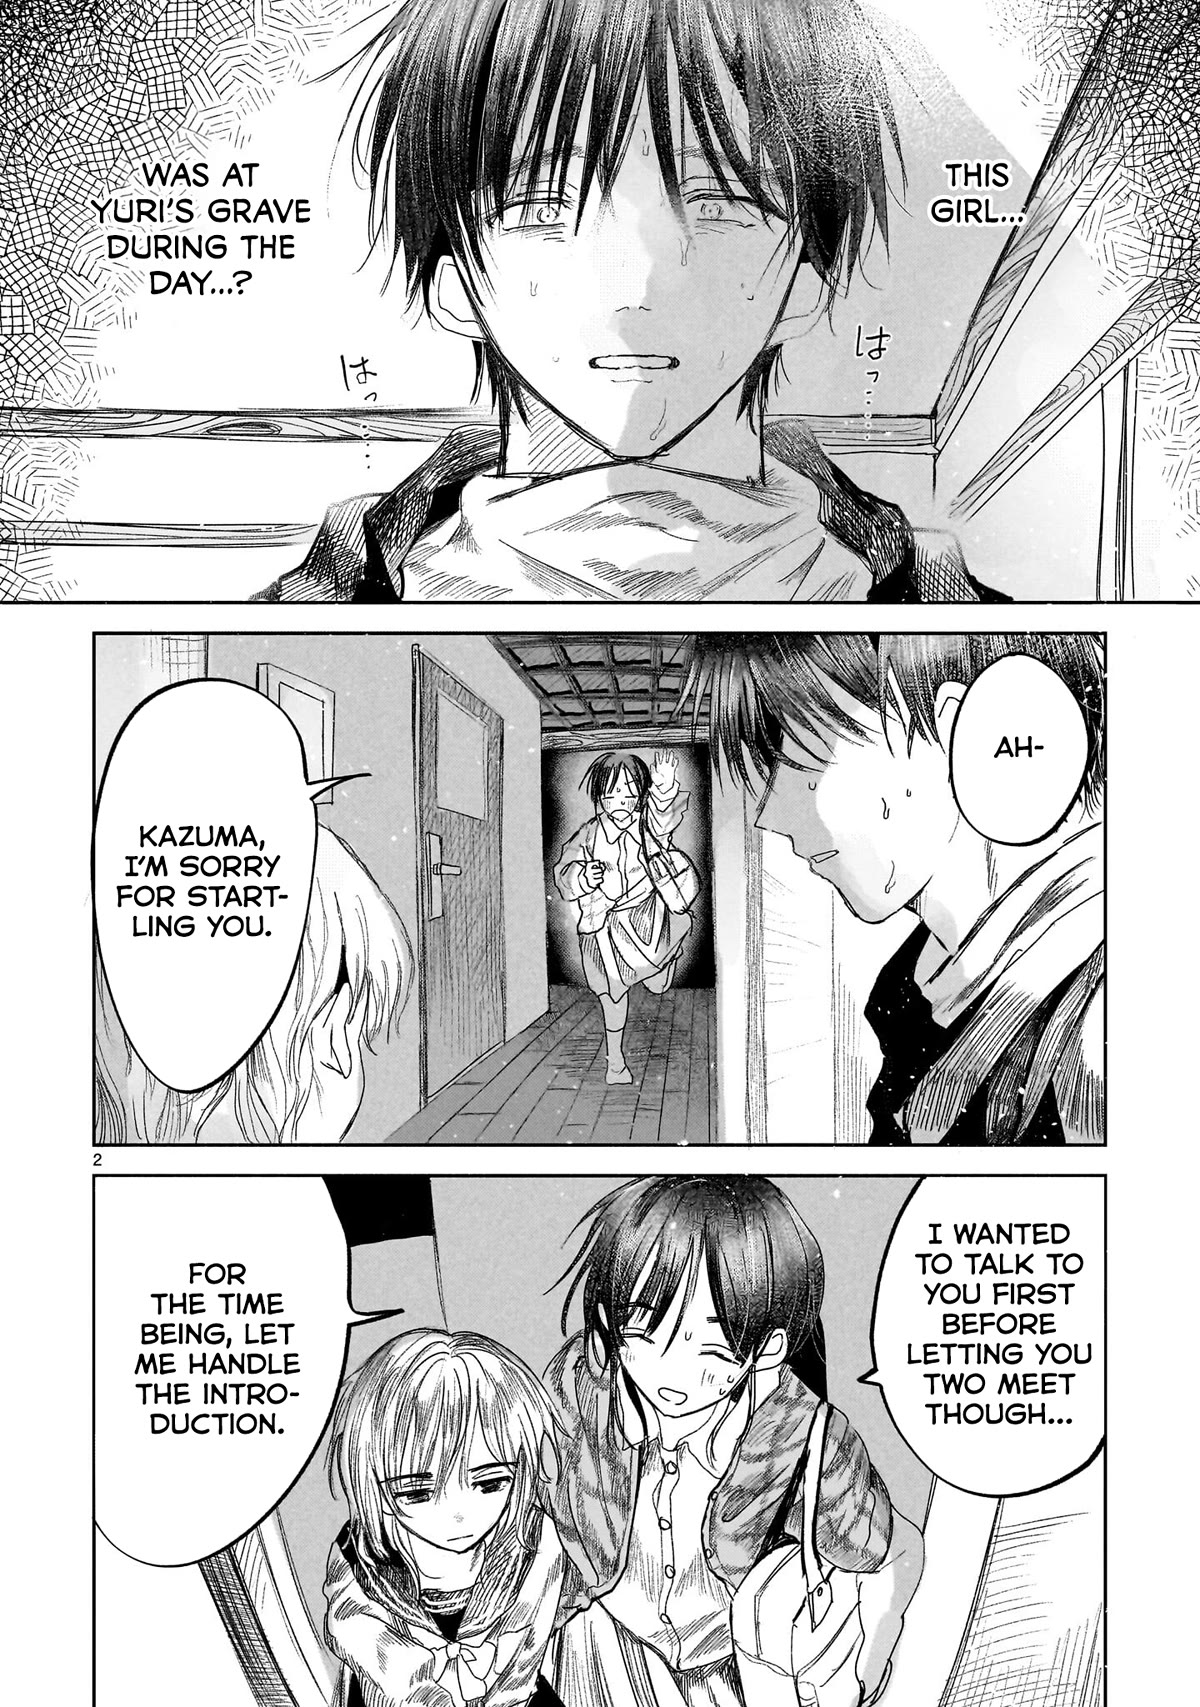 THIS
GIRL...
WAS AT
YURI'S GRAVE
DURING THE
DAY...?
はっ…
はっ…
AH-
KAZUMA,
I'M SORRY
FOR START-
LING YOU.
2
I WANTED
TO TALK TO
YOU FIRST
BEFORE
LETTING YOU
TWO MEET
THOUGH...
FOR
THE TIME
BEING, LET
ME HANDLE
THE INTRO-
DUCTION.